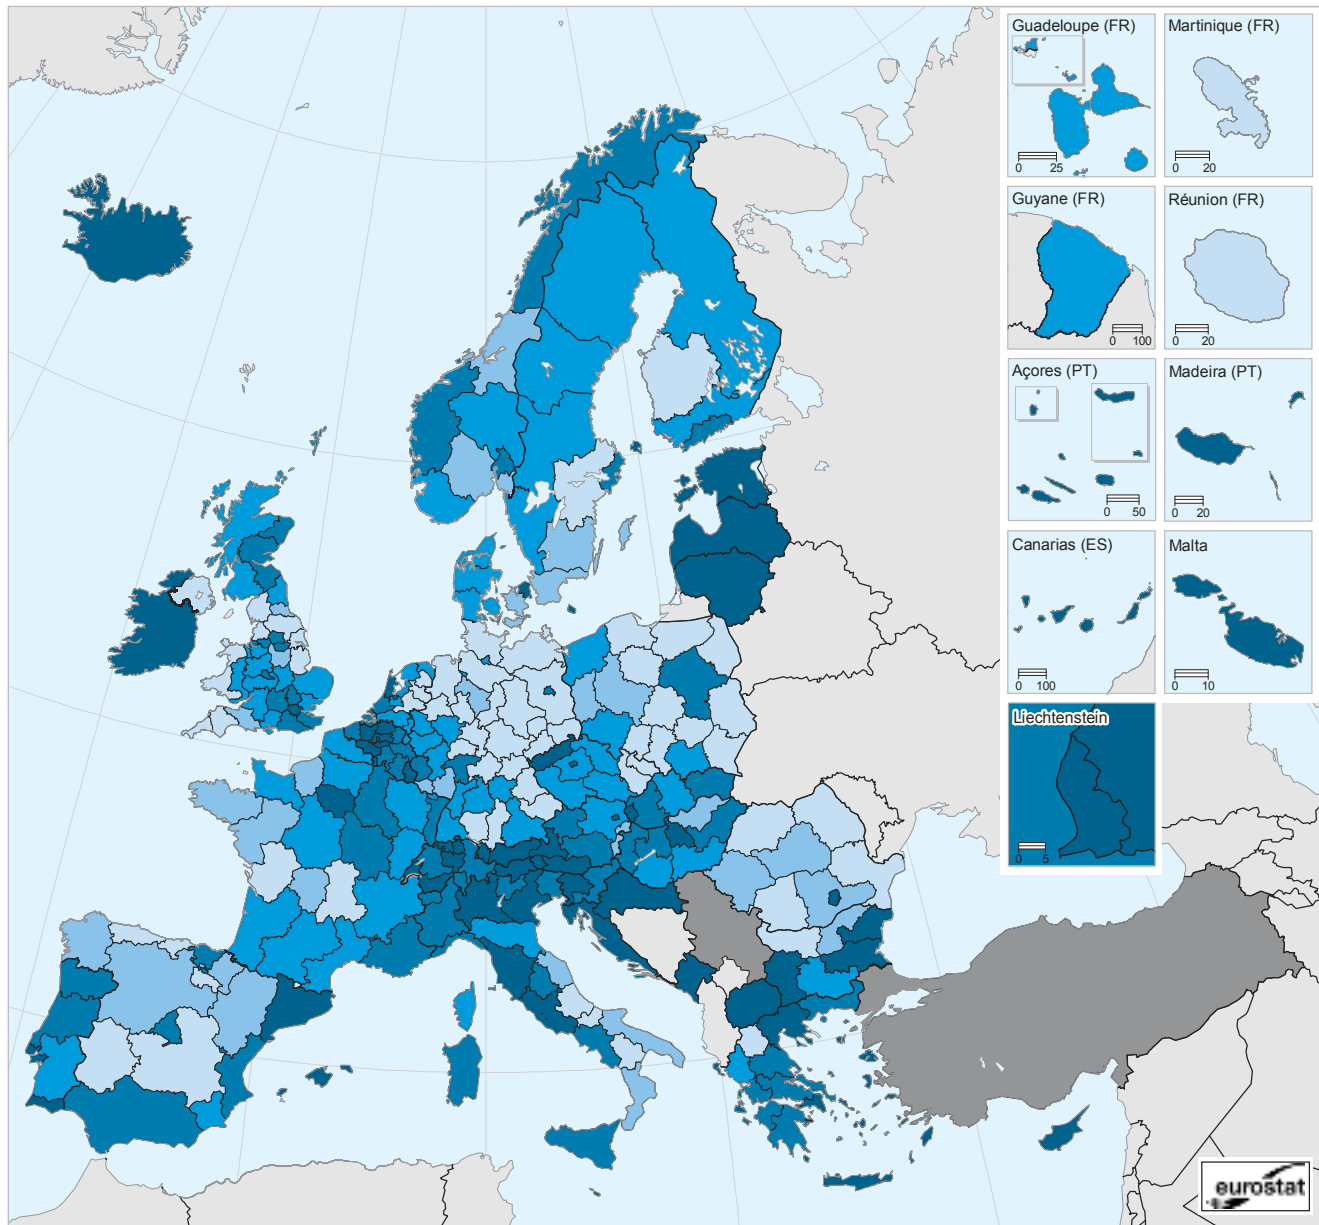 Guadeloupe (FR)
0 25
Martinique (FR)
0 20
Guyane (FR)
0 100
Réunion (FR)
0 20
Açores (PT)
0 50
Madeira (PT)
0 20
Canarias (ES)
0 100
Malta
0 10
Liechtenstein
0 5
eurostat